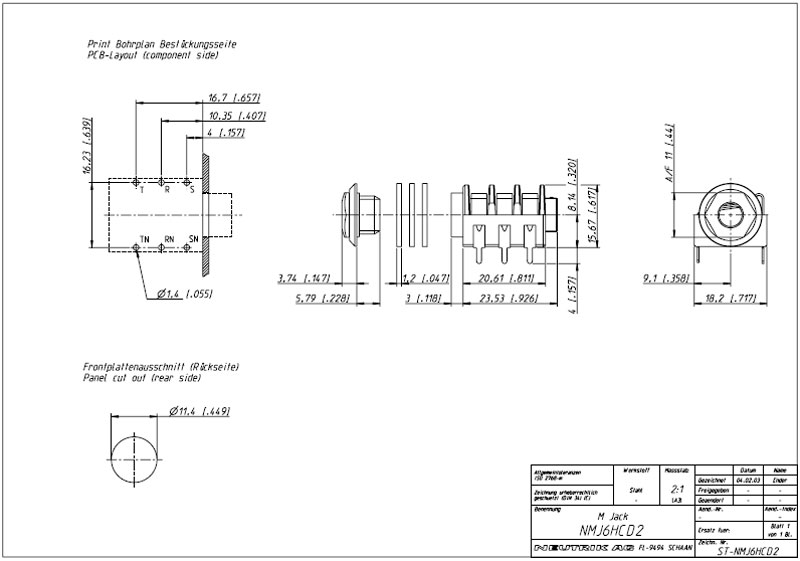 Print Bohrplan Bestückungsseite
PCB-Layout (component side)
16.7 [.657]
10.35 [.407]
4 [.157]
16.23 [.639]
T R S
TN RN SN
Ø1,4 [.055]
3.74 [.147]
5.79 [.228]
1,2 [.047]
3 [.118]
20.61 [.811]
23.53 [.926]
8.14 [.320]
15.67 [.617]
4 [.157]
A/F 11 [.44]
9.1 [.358]
18.2 [.717]
Frontplattenausschnitt (Rückseite)
Panel cut out (rear side)
Ø11.4 [.449]
Allgemeintoleranzen
ISO 2768-m
Zeichnung urheberrechtlich
geschuetzt (DIN 34) (C)
Werkstoff
Stahl
-
Massstab
2:1
(A3)
Datum Name
Gezeichnet 04.02.03 Ender
Freigegeben - -
Geaendert - -
Benennung
M Jack
NMJ6HCD2
Aend.-Nr.
-
Aend.-Index
-
Ersatz fuer:
Blatt 1
von 1 Bl.
NEUTRIK AG FL-9494 SCHAAN
Zeichn. Nr.
ST-NMJ6HCD2